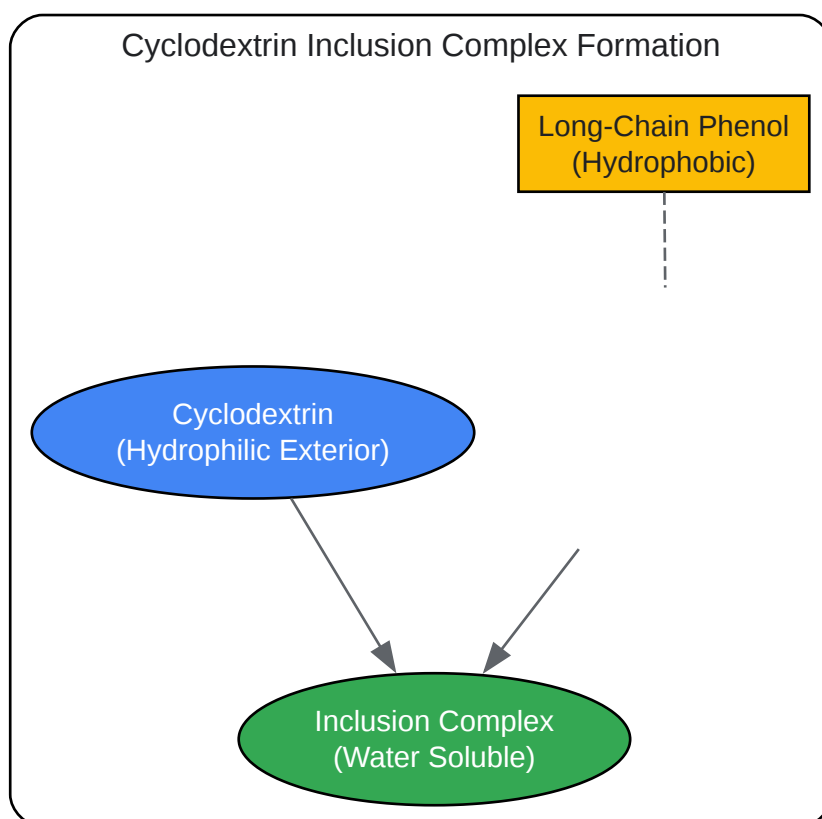 Cyclodextrin Inclusion Complex Formation
Long-Chain Phenol
(Hydrophobic)
Cyclodextrin
(Hydrophilic Exterior)
Inclusion Complex
(Water Soluble)